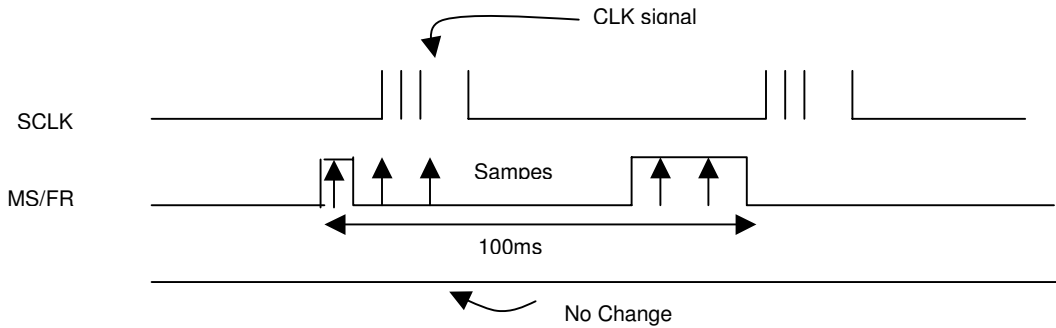 CLK signal
SCLK
Sampes
MS/FR
100ms
No Change